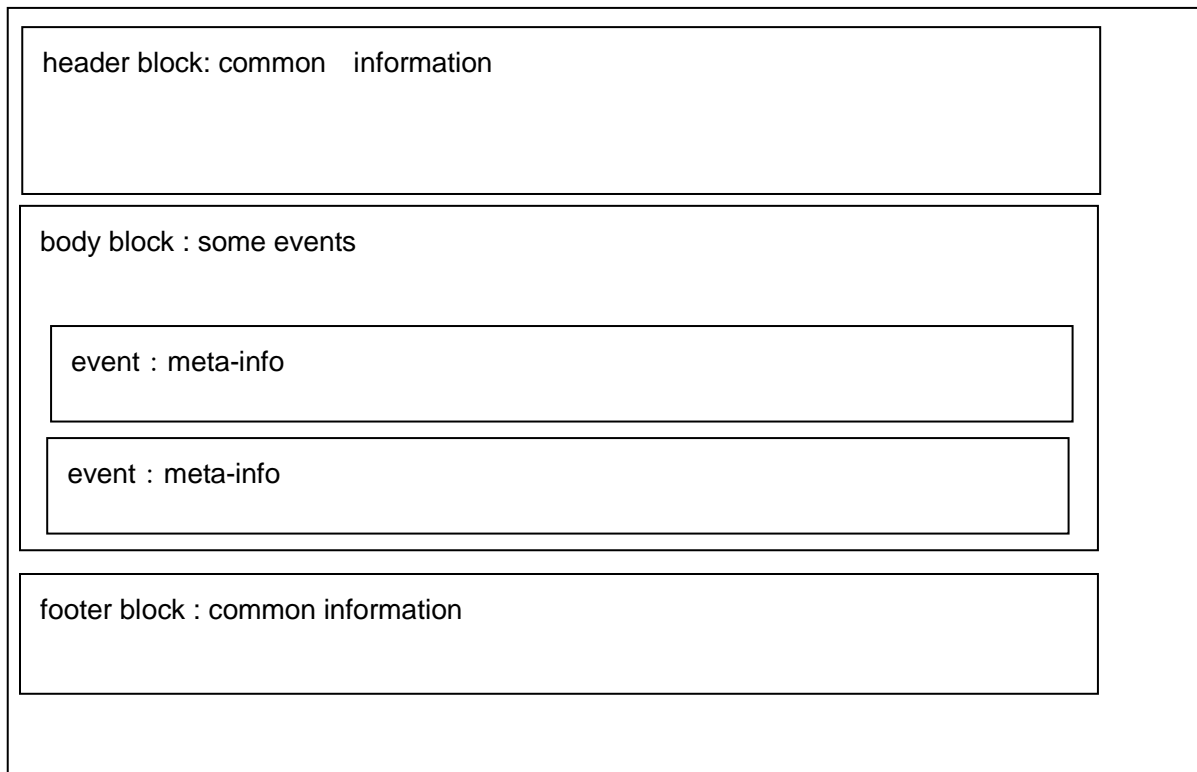 header block: common information
body block : some events
event：meta-info
event：meta-info
footer block : common information